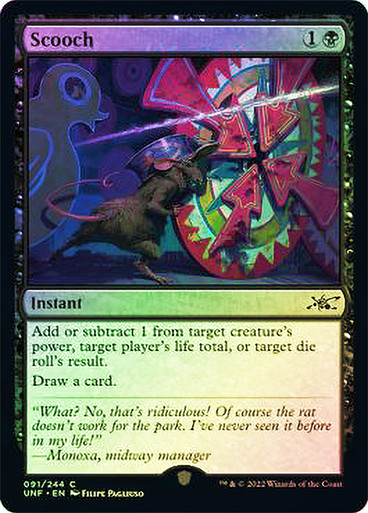 Scooch 1
Instant
Add or subtract 1 from target creature's
power, target player's life total, or target die
roll's result.
Draw a card.
"What? No, that's ridiculous! Of course the rat
doesn't work for the park. I've never seen it before
in my life!"
—Monoxa, midway manager
091/244 C
UNF • EN Filipe Pagliuso
™ & © 2022 Wizards of the Coast